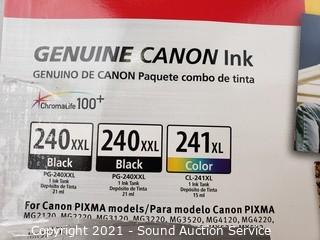 GENUINE CANON Ink
GENUINO DE CANON Paquete combo de tinta
ChromaLife 100+
240XXL 240XXL 241XL
Black Black Color
PG-240XXL PG-240XXL CL-241XL
1 Ink Tank 1 Ink Tank 1 Ink Tank
Depósito de Tinta Depósito de Tinta Depósito de Tinta
21 ml 21 ml 15 ml
For Canon PIXMA models/Para modelo Canon PIXMA
MG2120, MG2220, MG3120, MG3220, MG3520, MG4120, MG4220,
Copyright 2021 - Sound Auction Service